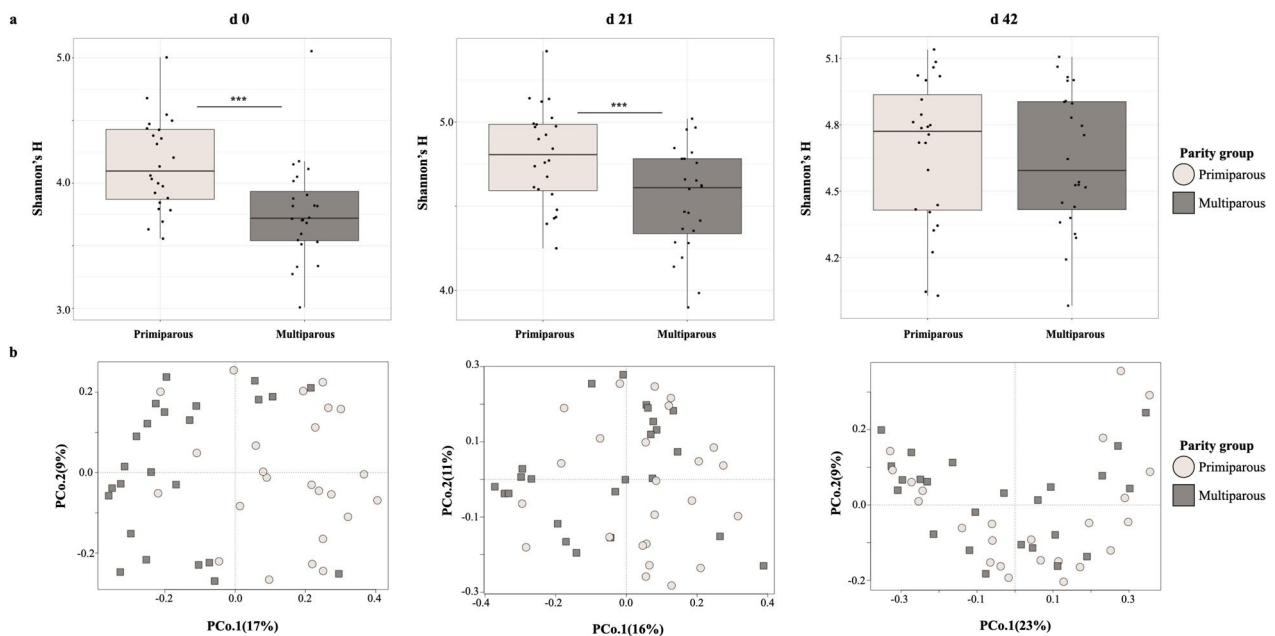 a
d 0
d 21
d 42
Shannon's H
5.0
4.0
3.0
***
Primiparous
Multiparous
Shannon's H
5.0
4.0
***
Primiparous
Multiparous
Shannon's H
5.1
4.8
4.5
4.2
Primiparous
Multiparous
Parity group
Primiparous
Multiparous
b
PCo.2(9%)
0.2
0.0
-0.2
-0.2
0.0
0.2
0.4
PCo.1(17%)
PCo.2(11%)
0.3
0.0
-0.1
-0.3
-0.4
-0.2
0.0
0.2
0.4
PCo.1(16%)
PCo.2(9%)
0.4
0.2
0.0
-0.2
-0.3
-0.1
0.1
0.3
PCo.1(23%)
Parity group
Primiparous
Multiparous